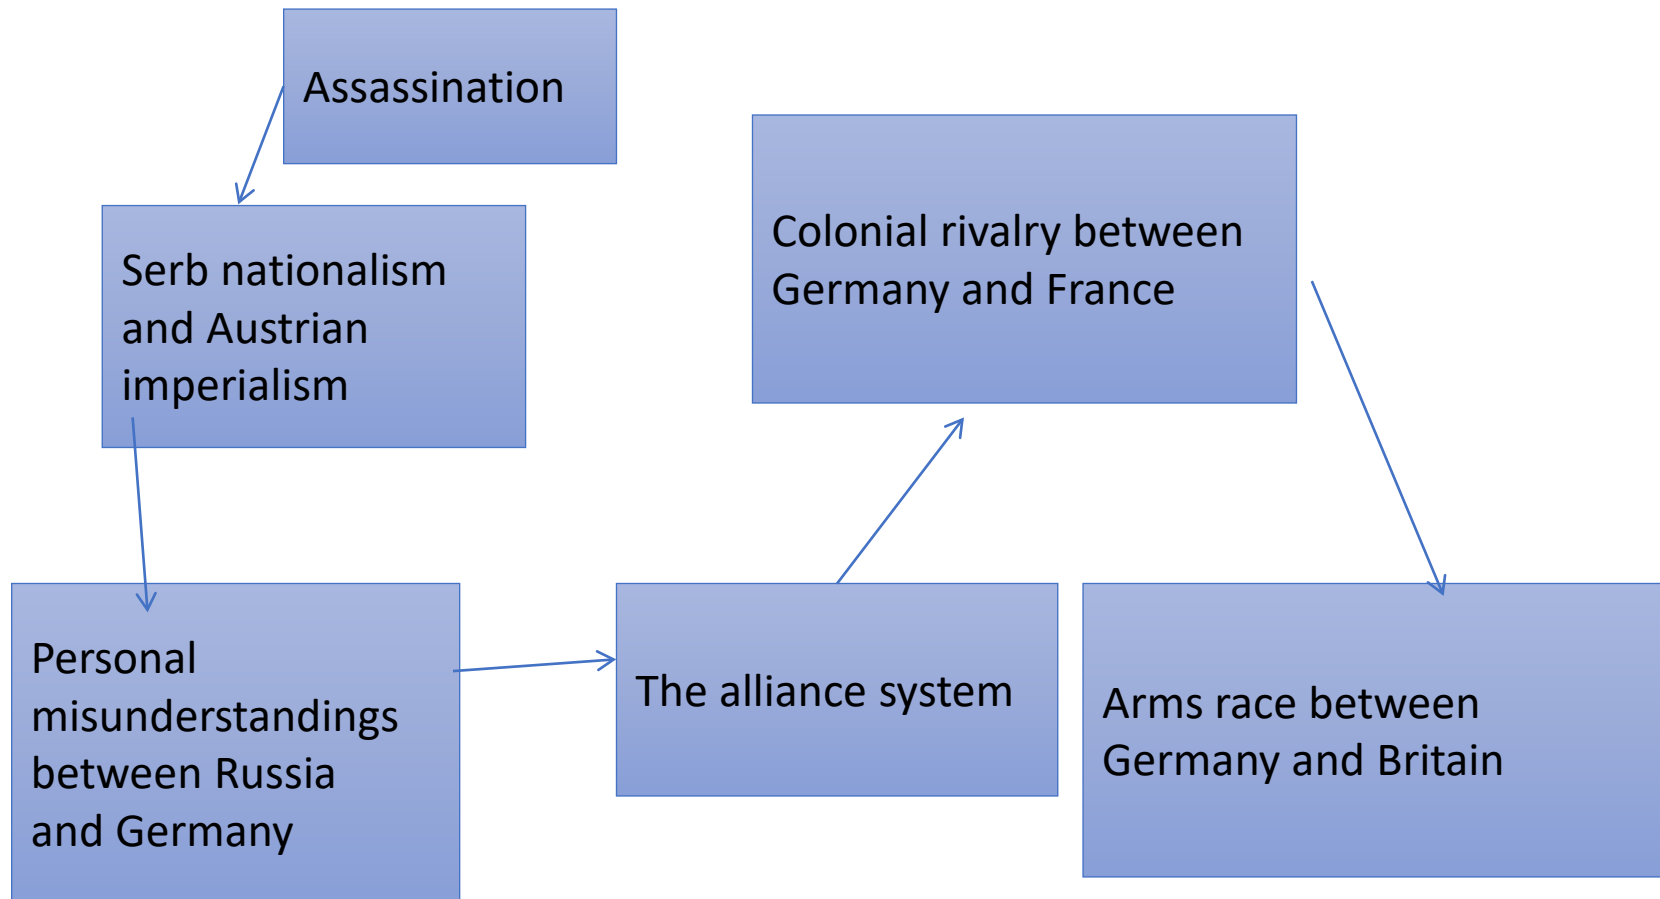 Assassination
Serb nationalism
and Austrian
imperialism
Personal
misunderstandings
between Russia
and Germany
The alliance system
Colonial rivalry between
Germany and France
Arms race between
Germany and Britain